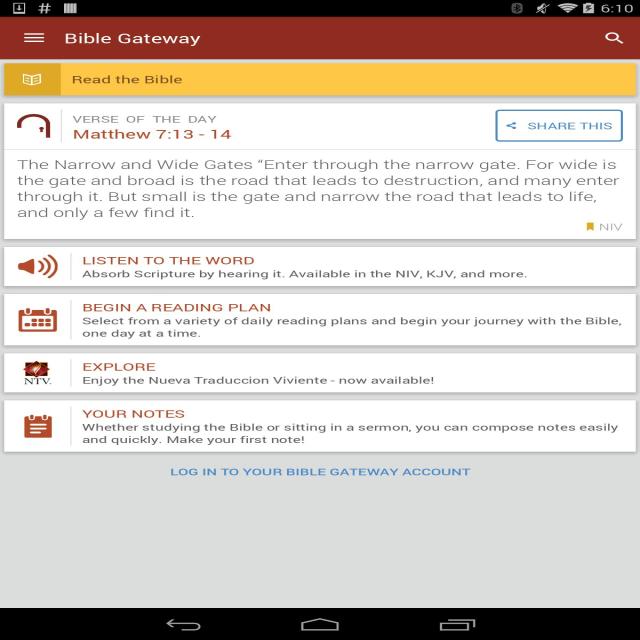 # 6:10
Bible Gateway
Read the Bible
VERSE OF THE DAY
Matthew 7:13 - 14
SHARE THIS
The Narrow and Wide Gates “Enter through the narrow gate. For wide is
the gate and broad is the road that leads to destruction, and many enter
through it. But small is the gate and narrow the road that leads to life,
and only a few find it.
NIV
LISTEN TO THE WORD
Absorb Scripture by hearing it. Available in the NIV, KJV, and more.
BEGIN A READING PLAN
Select from a variety of daily reading plans and begin your journey with the Bible,
one day at a time.
NTV
EXPLORE
Enjoy the Nueva Traduccion Viviente - now available!
YOUR NOTES
Whether studying the Bible or sitting in a sermon, you can compose notes easily
and quickly. Make your first note!
LOG IN TO YOUR BIBLE GATEWAY ACCOUNT